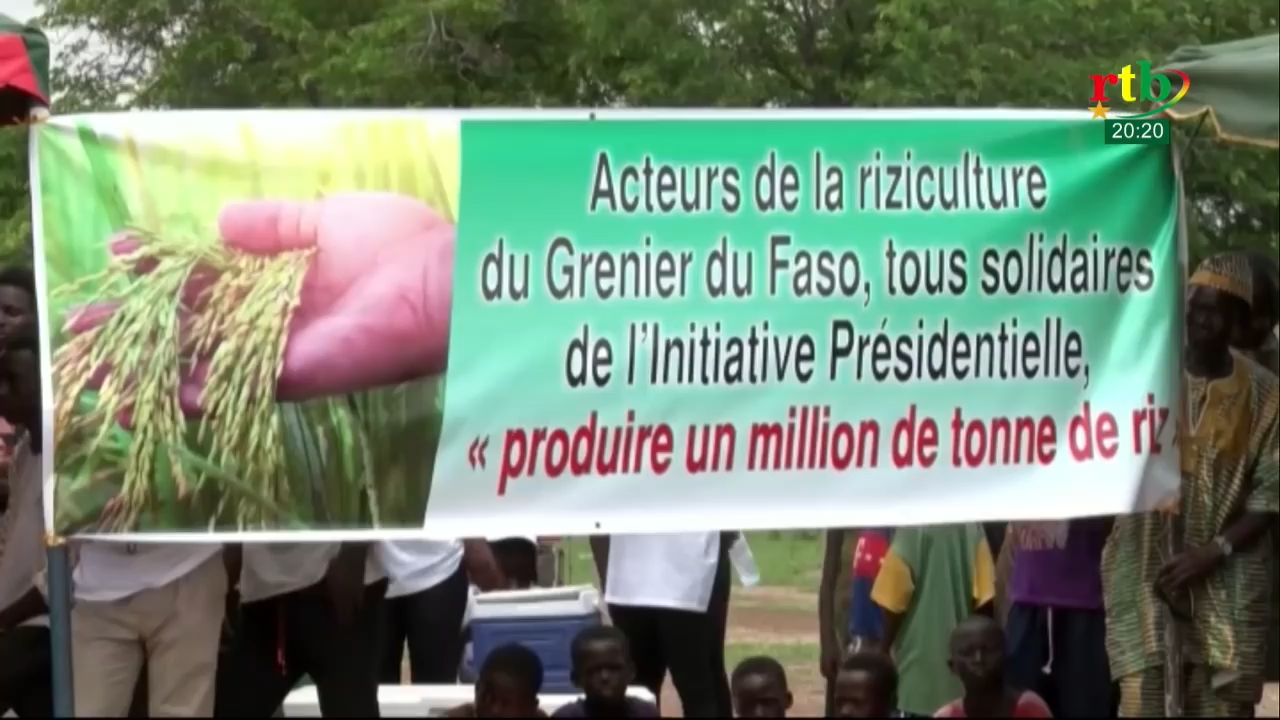 rtb
20:20
Acteurs de la riziculture
du Grenier du Faso, tous solidaires
de l'Initiative Présidentielle,
« produire un million de tonne de riz